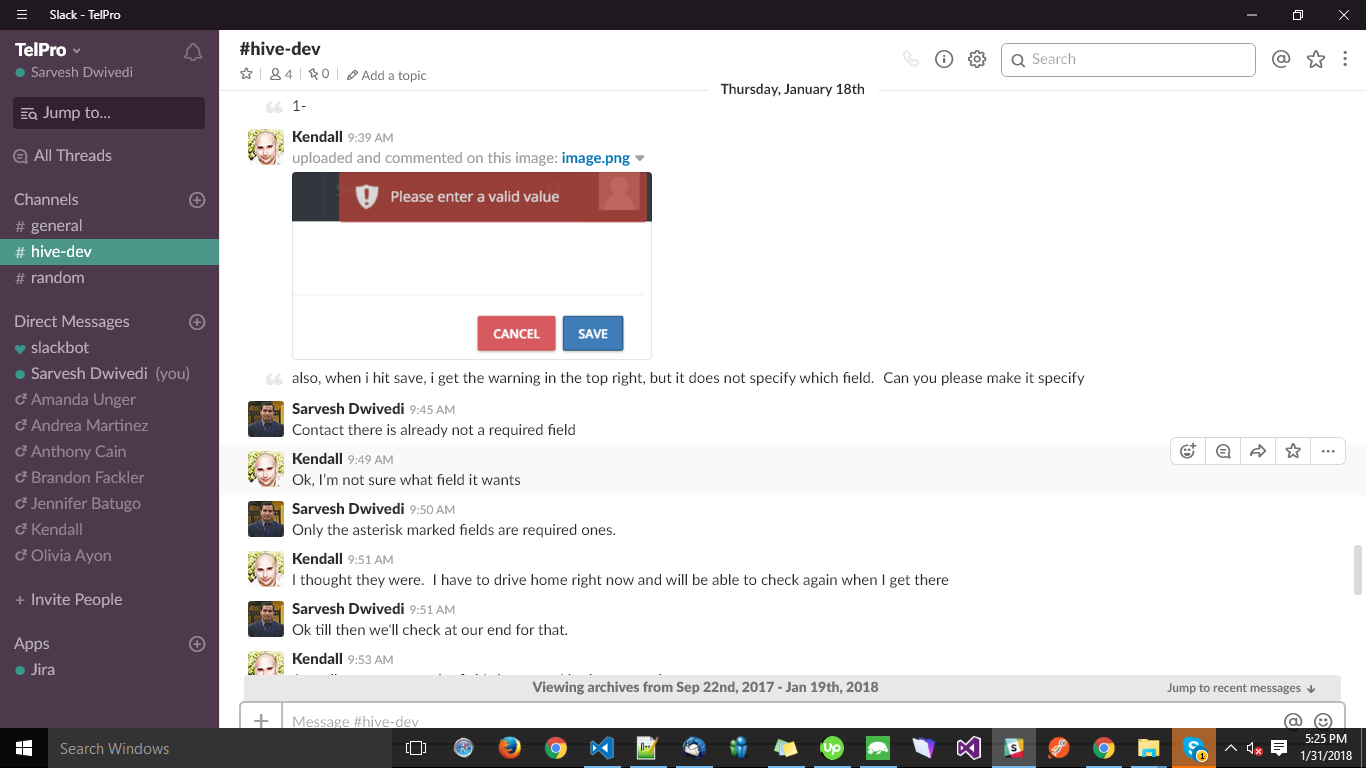 Slack - TelPro
TelPro
Sarvesh Dwivedi
Jump to...
All Threads
Channels
# general
# hive-dev
# random
Direct Messages
slackbot
Sarvesh Dwivedi (you)
Amanda Unger
Andrea Martinez
Anthony Cain
Brandon Fackler
Jennifer Batugo
Kendall
Olivia Ayon
+ Invite People
Apps
Jira
#hive-dev
4
0
Add a topic
Search
Thursday, January 18th
1-
Kendall 9:39 AM
uploaded and commented on this image: image.png
Please enter a valid value
CANCEL
SAVE
also, when i hit save, i get the warning in the top right, but it does not specify which field. Can you please make it specify
Sarvesh Dwivedi 9:45 AM
Contact there is already not a required field
Kendall 9:49 AM
Ok, I'm not sure what field it wants
Sarvesh Dwivedi 9:50 AM
Only the asterisk marked fields are required ones.
Kendall 9:51 AM
I thought they were. I have to drive home right now and will be able to check again when I get there
Sarvesh Dwivedi 9:51 AM
Ok till then we'll check at our end for that.
Kendall 9:53 AM
Viewing archives from Sep 22nd, 2017 - Jan 19th, 2018
Jump to recent messages ↓
Message #hive-dev
Search Windows
Up
S
1
5:25 PM
1/31/2018